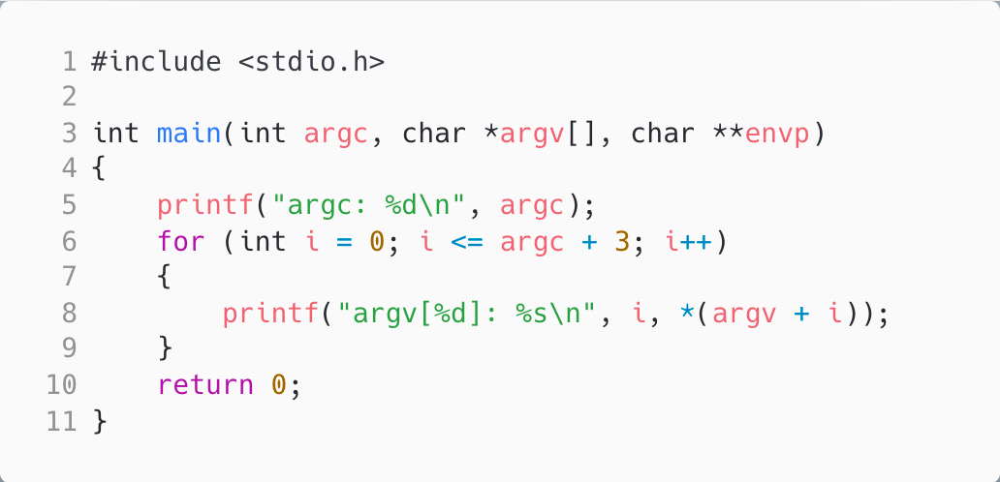 1 #include <stdio.h>
2
3 int main(int argc, char *argv[], char **envp)
4 {
5     printf("argc: %d\n", argc);
6     for (int i = 0; i <= argc + 3; i++)
7     {
8         printf("argv[%d]: %s\n", i, *(argv + i));
9     }
10     return 0;
11 }